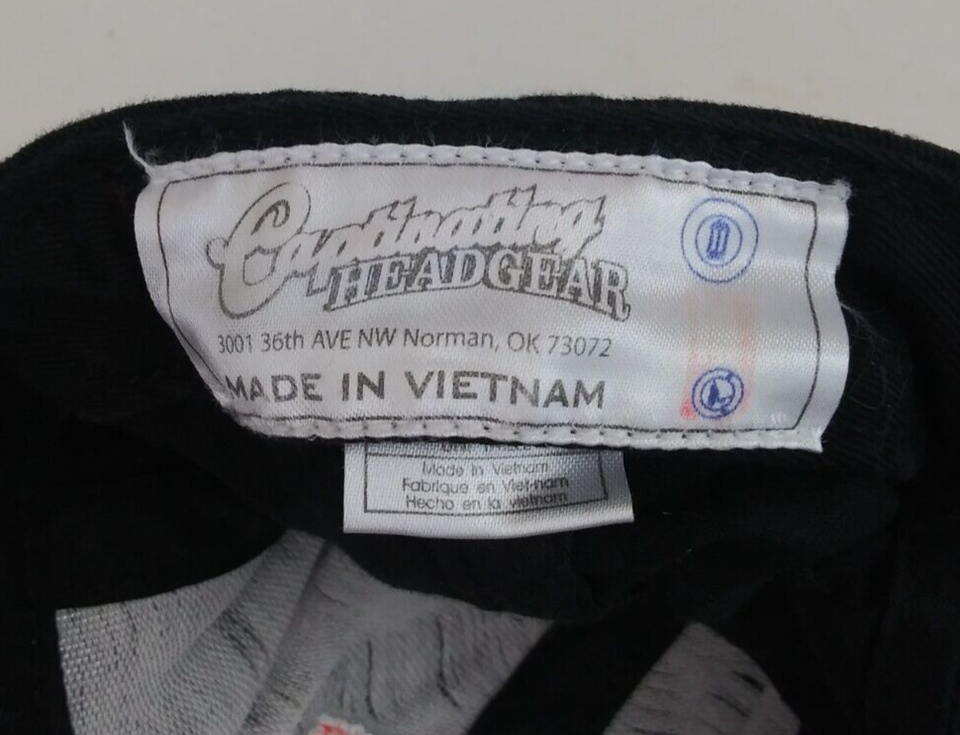 Captivating
HEADGEAR
3001 36th AVE NW Norman, OK 73072
MADE IN VIETNAM
Made in Vietnam
Fabrique en Viet-nam
Hecho en la vietnam